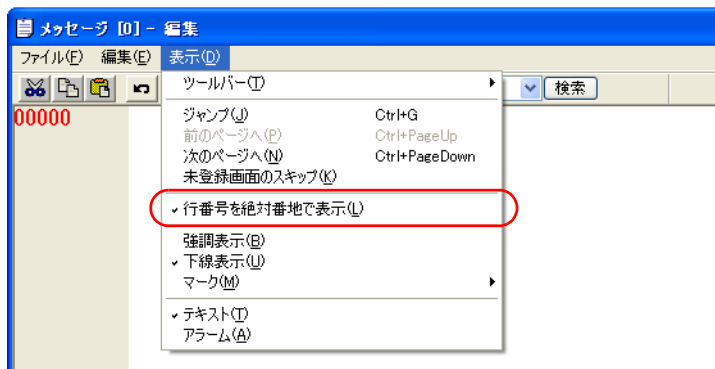 メッセージ [0] - 編集
ファイル(F) 編集(E) 表示(D)
ツールバー(T)
検索
00000
ジャンプ(J) Ctrl+G
前のページへ(P) Ctrl+PageUp
次のページへ(N) Ctrl+PageDown
未登録画面のスキップ(K)
行番号を絶対番地で表示(L)
強調表示(B)
下線表示(U)
マーク(M)
テキスト(T)
アラーム(A)